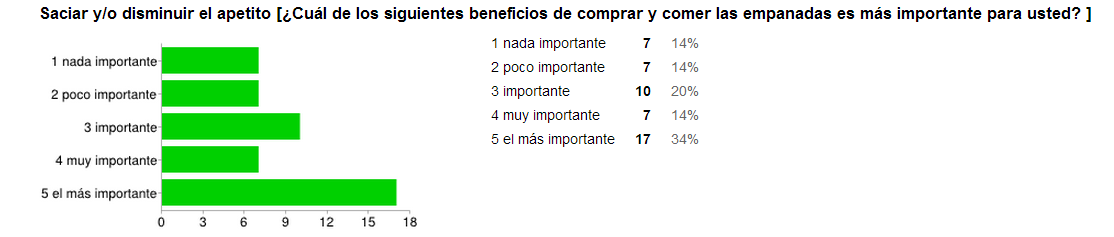 Saciar y/o disminuir el apetito [¿Cuál de los siguientes beneficios de comprar y comer las empanadas es más importante para usted? ]
1 nada importante
2 poco importante
3 importante
4 muy importante
5 el más importante
0 3 6 9 12 15 18
1 nada importante 7 14%
2 poco importante 7 14%
3 importante 10 20%
4 muy importante 7 14%
5 el más importante 17 34%